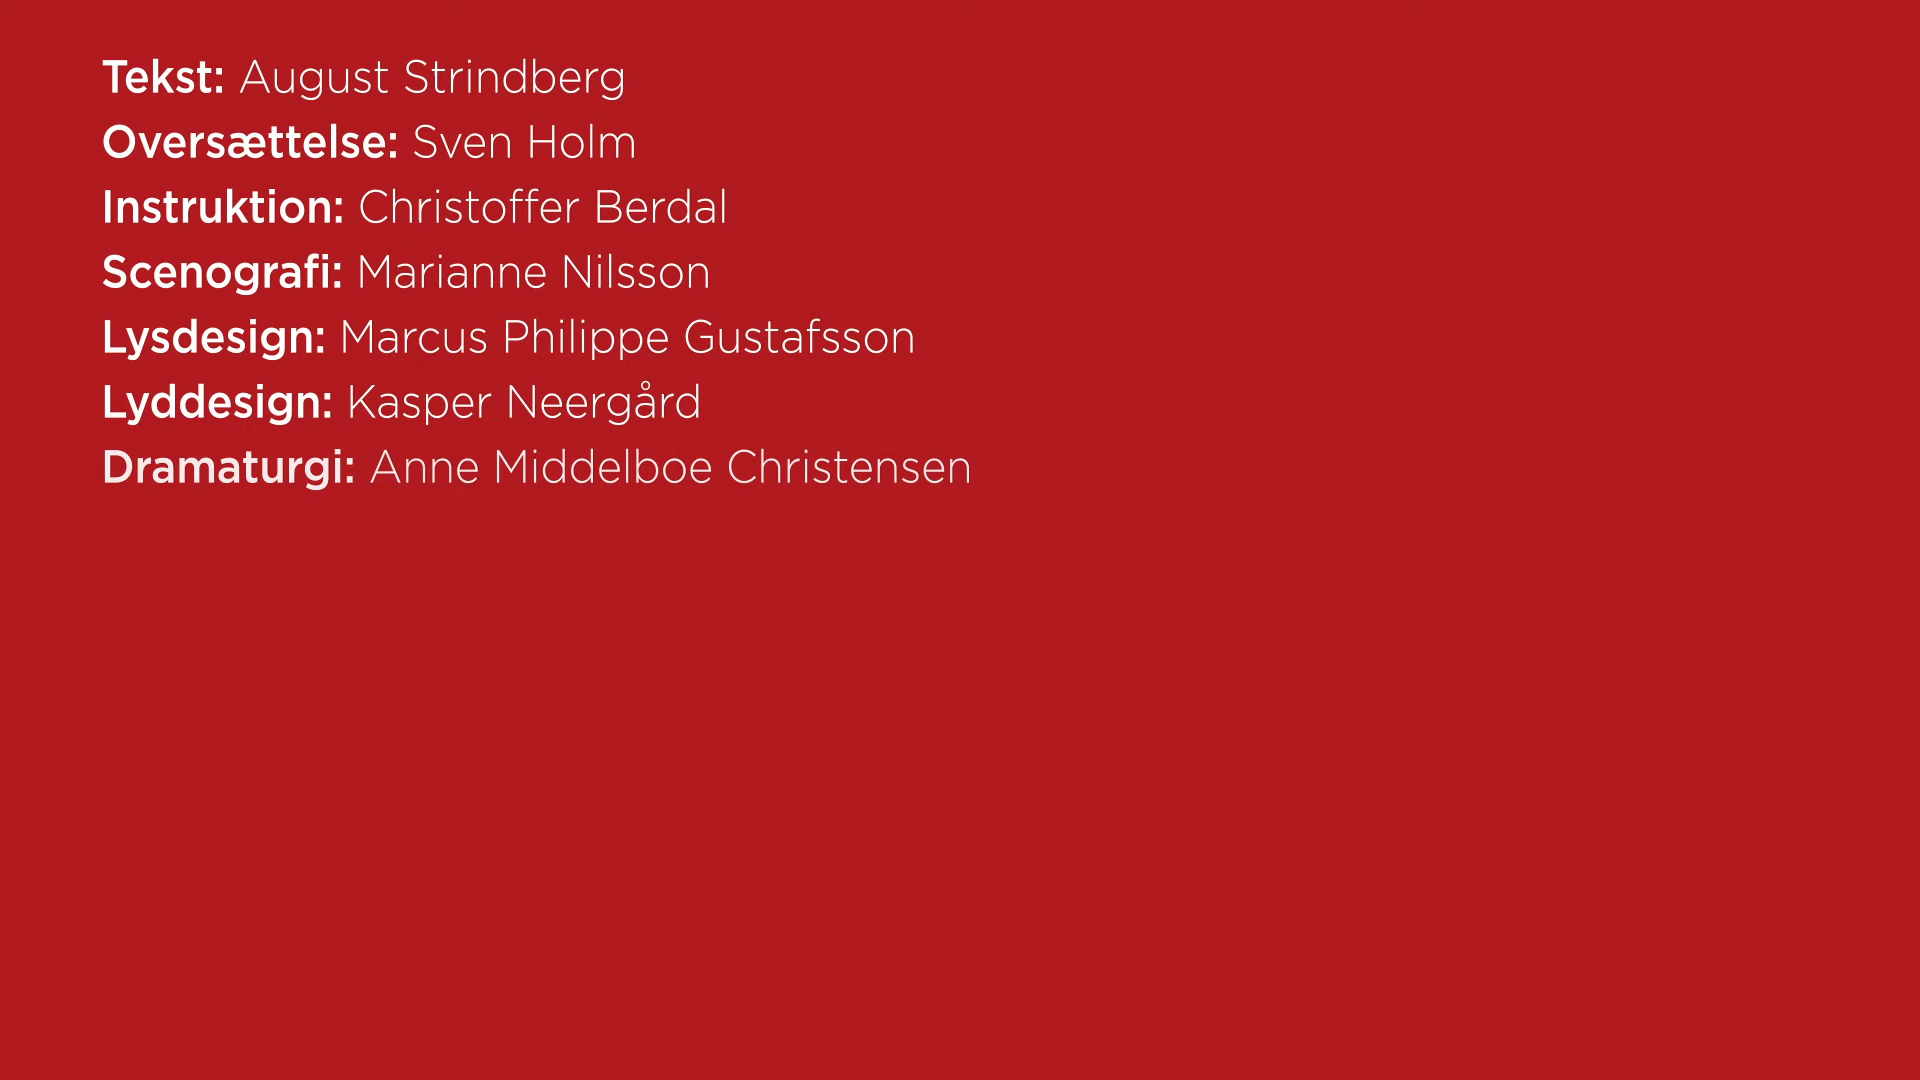 Tekst: August Strindberg
Oversættelse: Sven Holm
Instruktion: Christoffer Berdal
Scenografi: Marianne Nilsson
Lysdesign: Marcus Philippe Gustafsson
Lyddesign: Kasper Neergård
Dramaturgi: Anne Middelboe Christensen